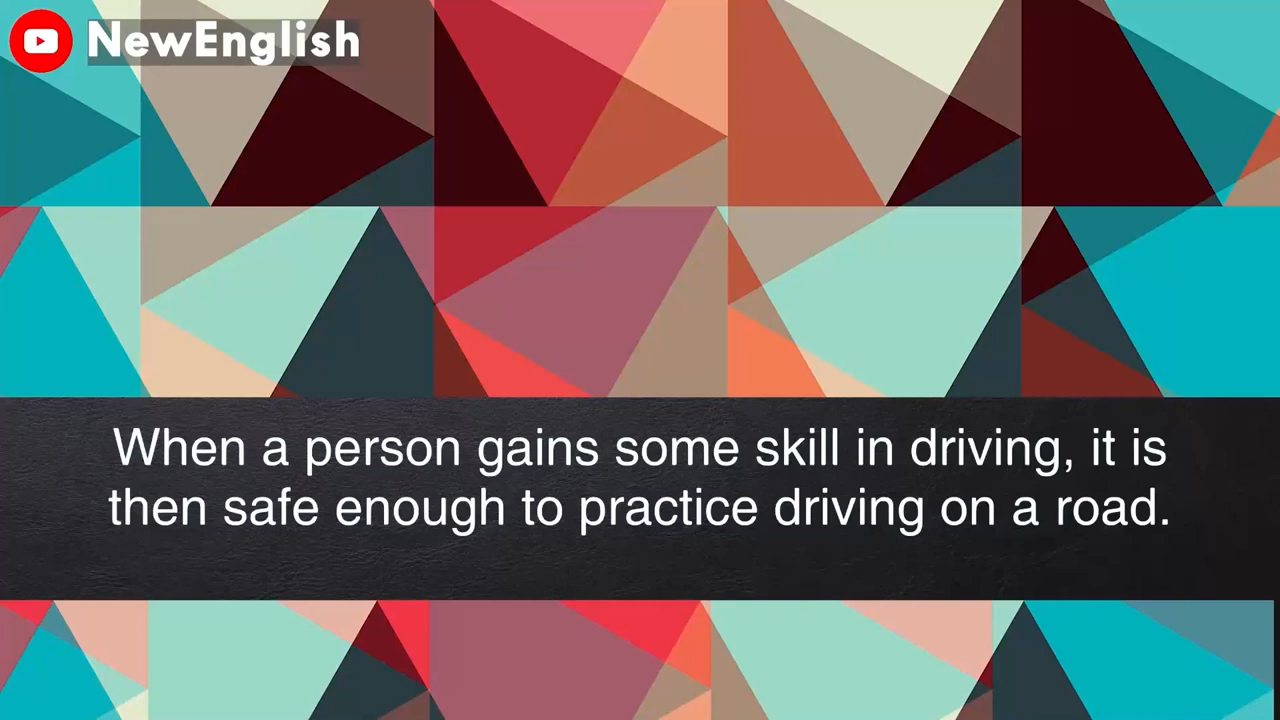 NewEnglish
When a person gains some skill in driving, it is
then safe enough to practice driving on a road.